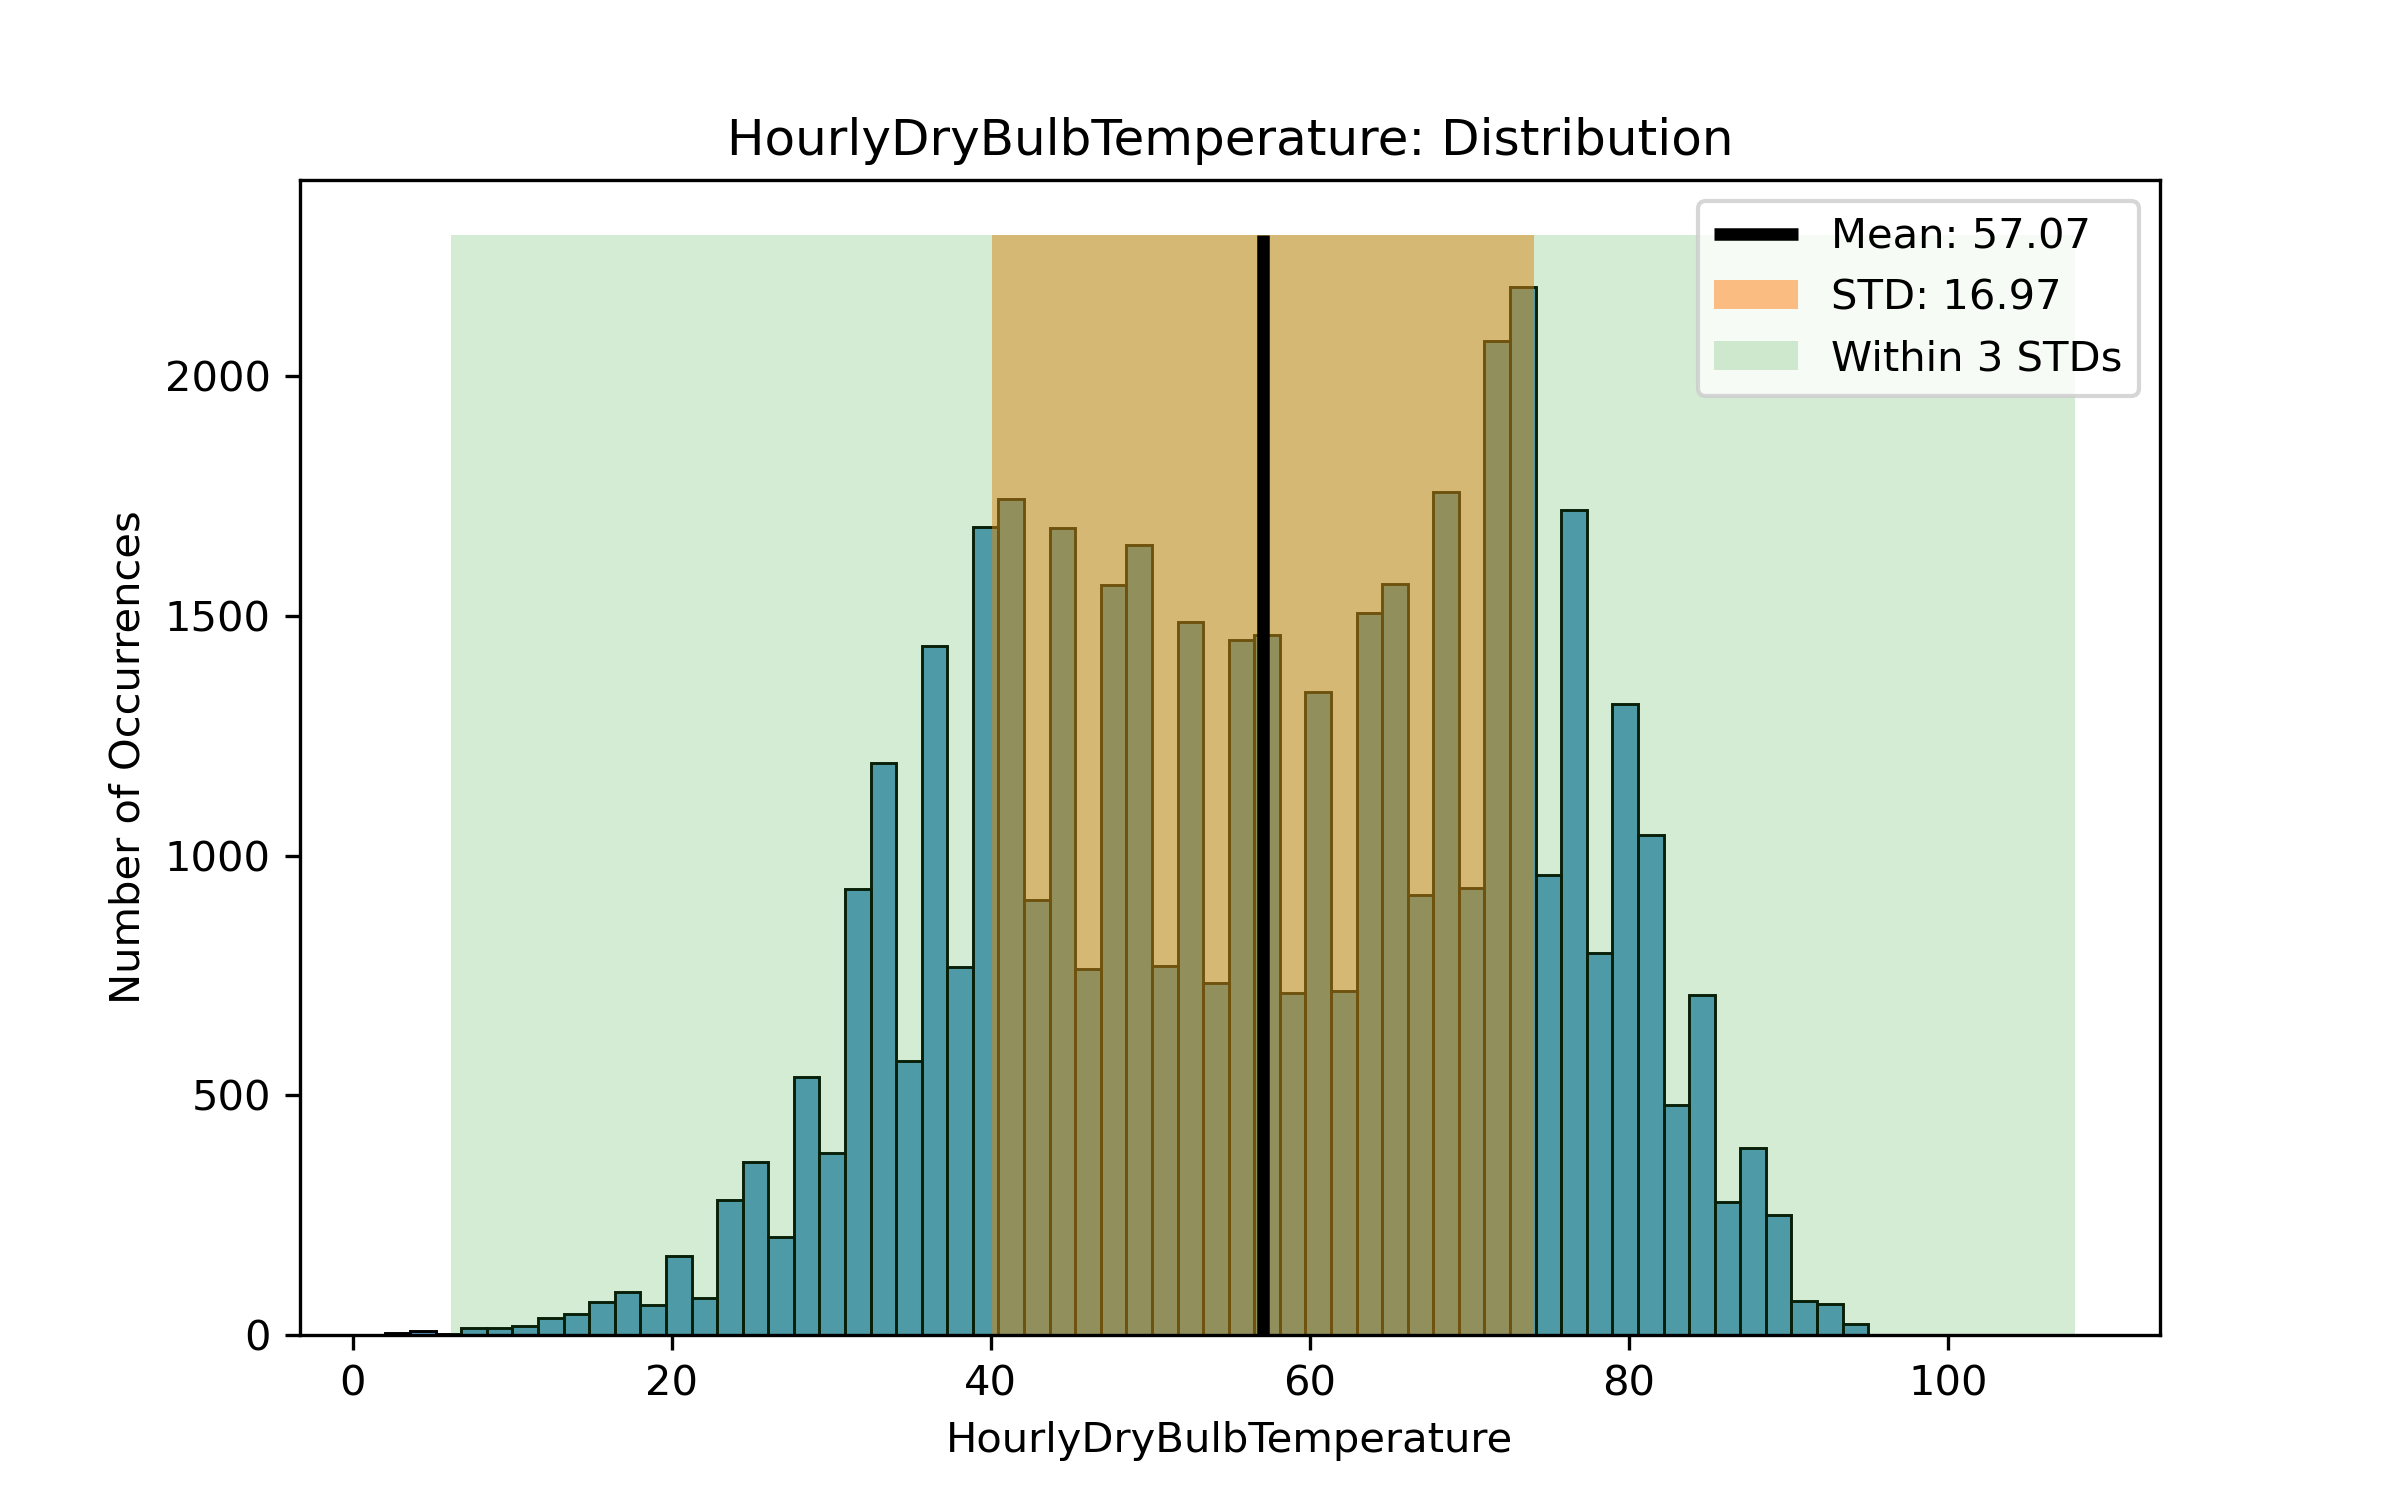 HourlyDryBulbTemperature: Distribution
Mean: 57.07
STD: 16.97
Within 3 STDs
Number of Occurrences
2000
1500
1000
500
0
0 20 40 60 80 100
HourlyDryBulbTemperature